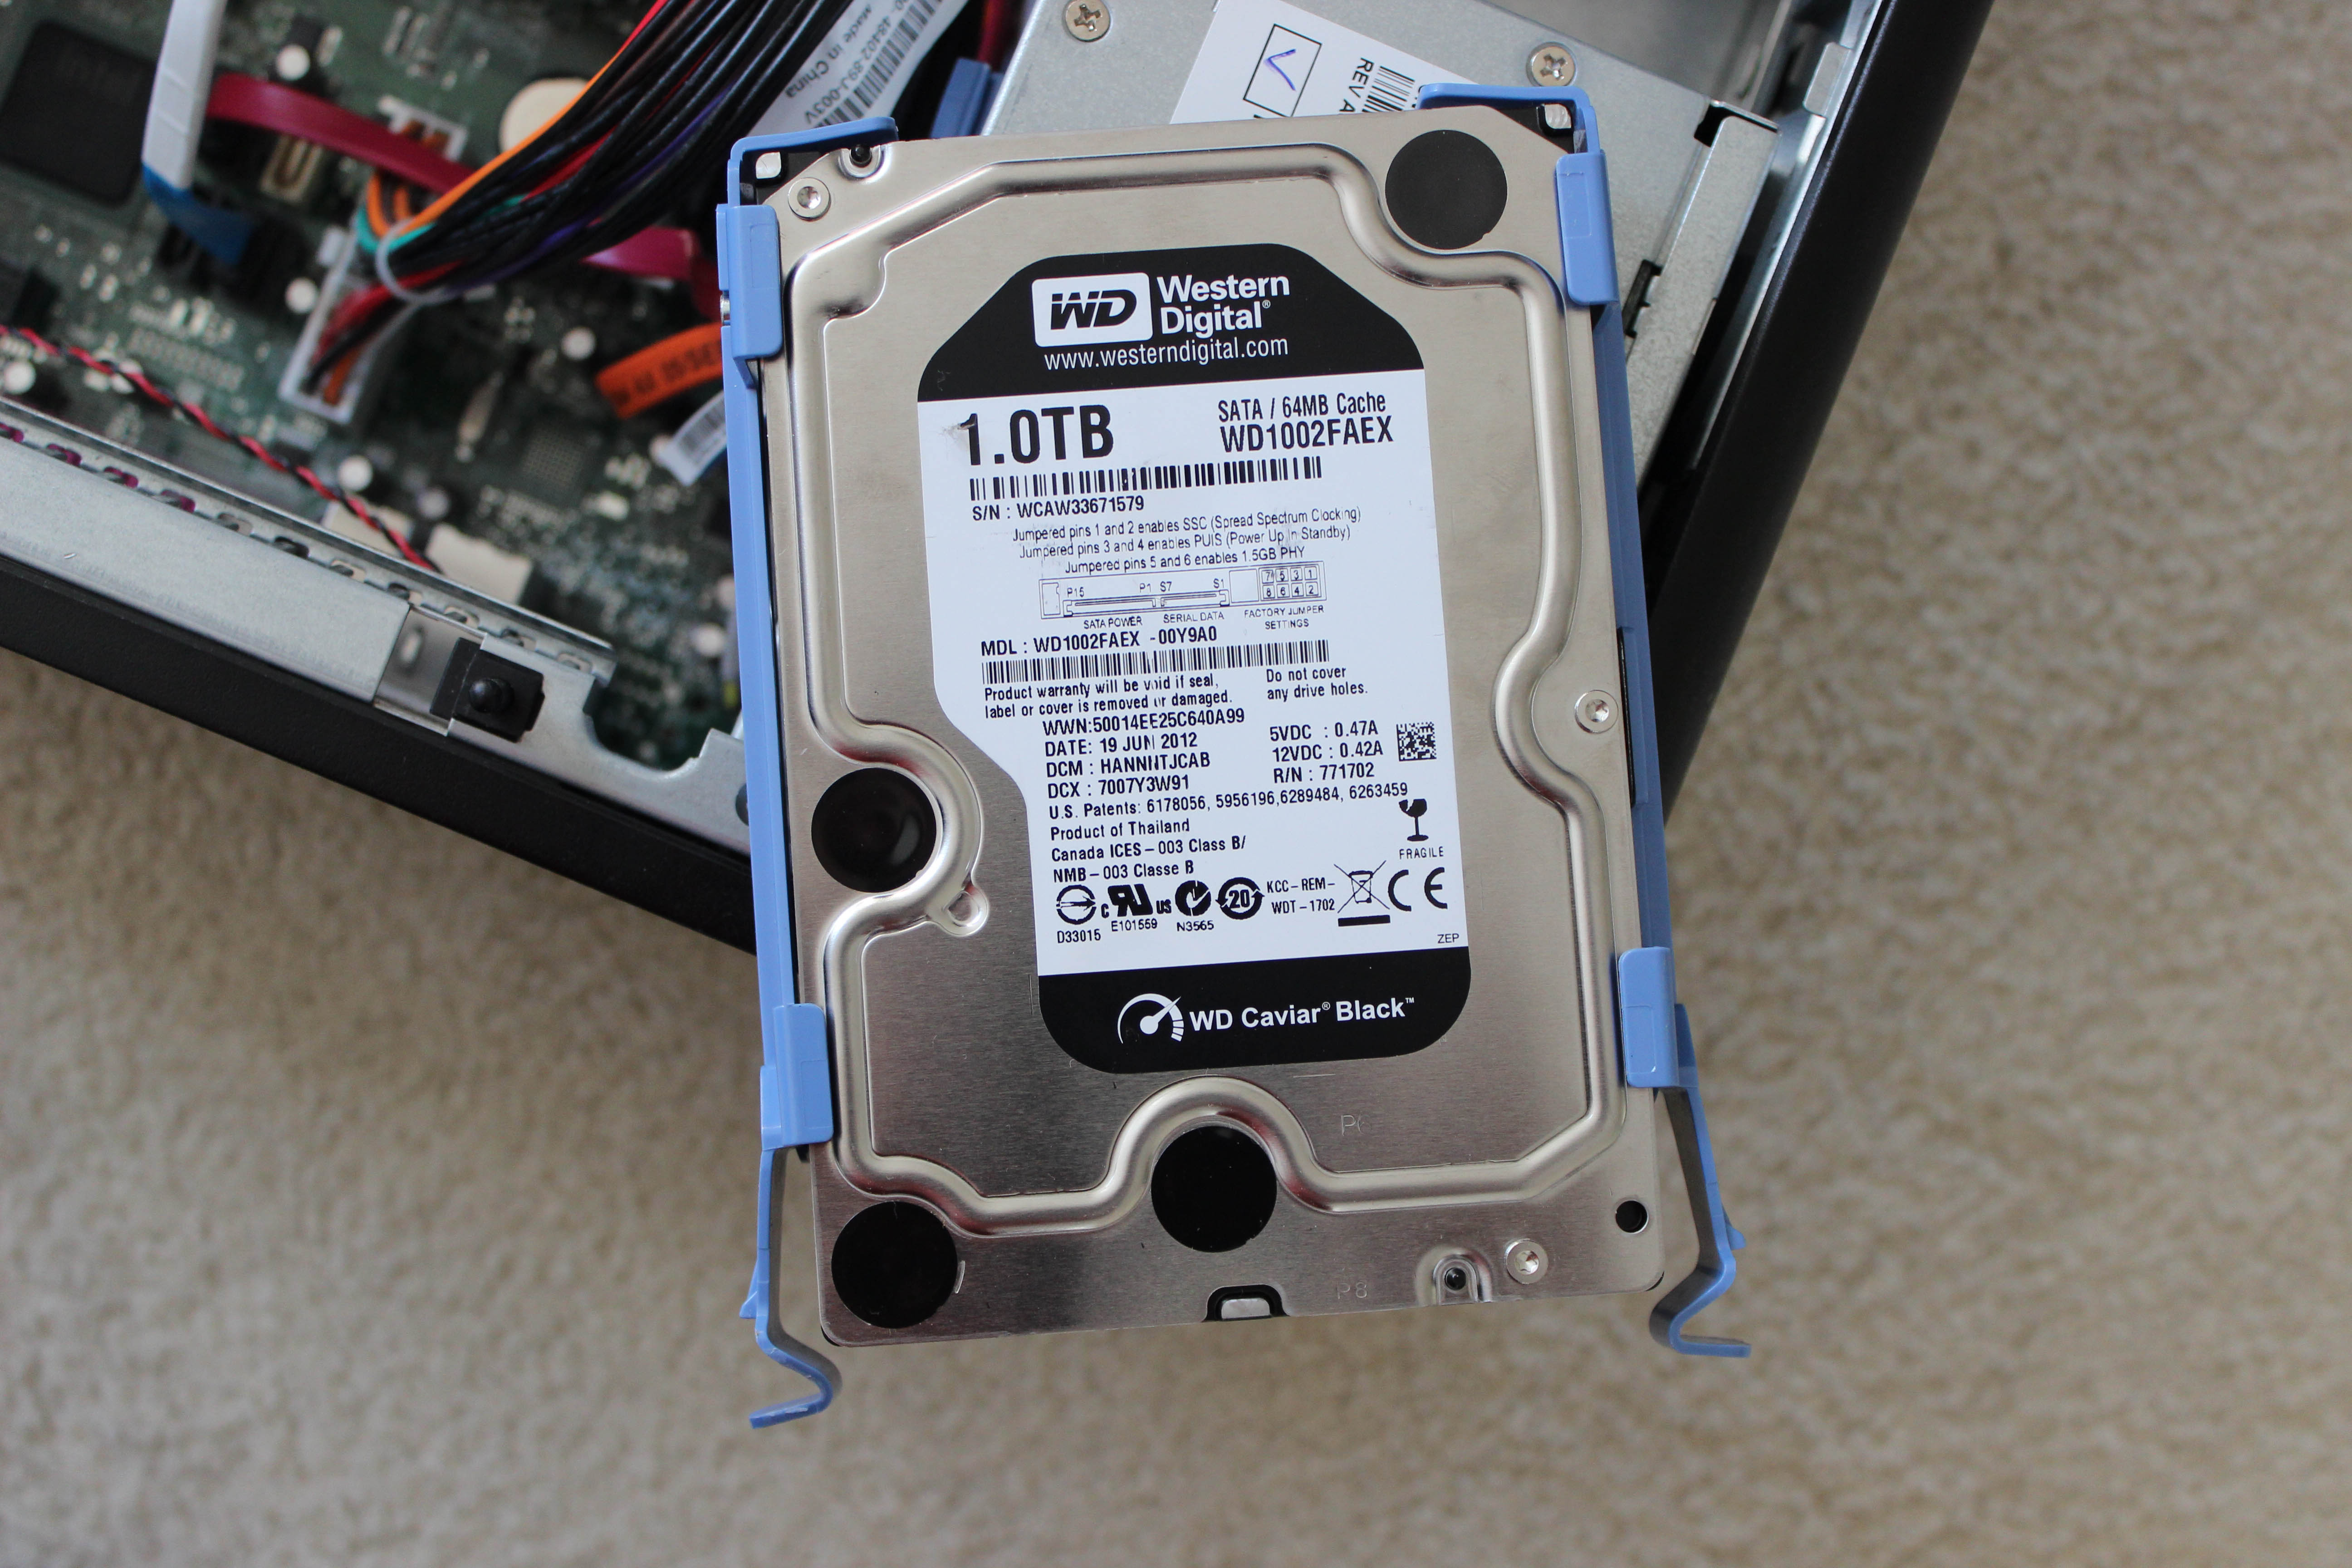 Made in China
REV A
WD Western
Digital®
www.westerndigital.com
1.0TB
SATA / 64MB Cache
WD1002FAEX
S/N : WCAW33671579
Jumpered pins 1 and 2 enables SSC (Spread Spectrum Clocking)
Jumpered pins 3 and 4 enables PUIS (Power Up In Standby)
Jumpered pins 5 and 6 enables 1.5GB PHY
P15 P1 S7 S1 7 5 3 1
8 6 4 2
SATA POWER SERIAL DATA FACTORY JUMPER
SETTINGS
MDL : WD1002FAEX -00Y9A0
Product warranty will be void if seal,
label or cover is removed or damaged.
Do not cover
any drive holes.
WWN:50014EE25C640A99
DATE: 19 JUN 2012
DCM : HANNNTJCAB
DCX : 7007Y3W91
5VDC : 0.47A
12VDC : 0.42A
R/N : 771702
U.S. Patents: 6178056, 5956196,6289484, 6263459
Product of Thailand
Canada ICES-003 Class B/
NMB-003 Classe B
FRAGILE
D33015
c UR US
E101559
N3565
20
KCC-REM-
WDT-1702
CE
ZEP
WD Caviar® Black™
P8